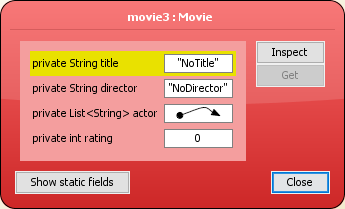 movie3 : Movie
private String title "NoTitle" Inspect
private String director "NoDirector" Get
private List<String> actor
private int rating 0
Show static fields Close